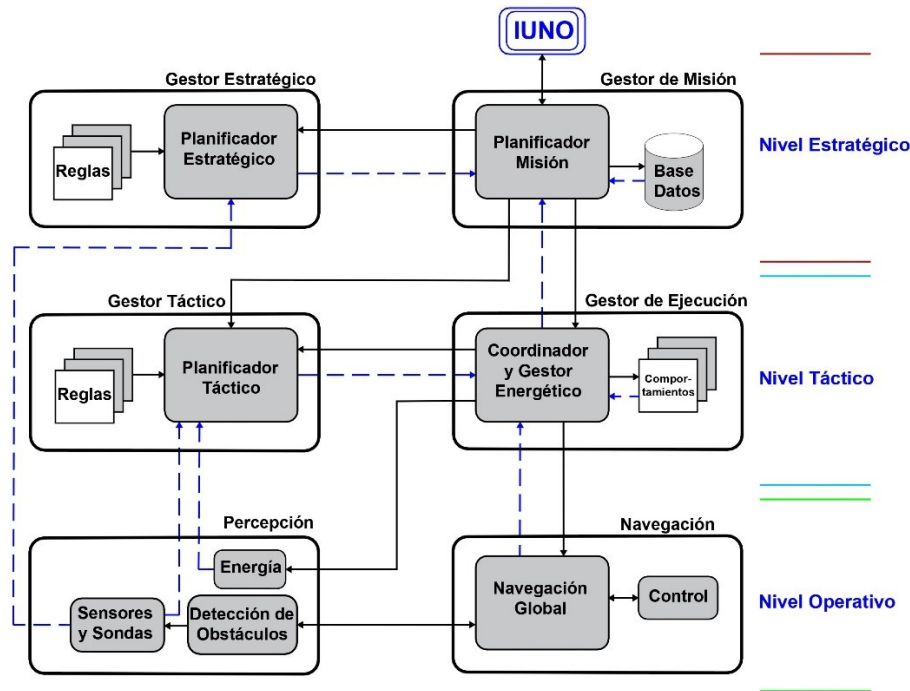 IUNO
Gestor Estratégico
Gestor de Misión
Reglas
Planificador
Estratégico
Planificador
Misión
Base
Datos
Nivel Estratégico
Gestor Táctico
Gestor de Ejecución
Reglas
Planificador
Táctico
Coordinador
y Gestor
Energético
Compor-
tamientos
Nivel Táctico
Percepción
Navegación
Energía
Sensores
y Sondas
Detección de
Obstáculos
Navegación
Global
Control
Nivel Operativo